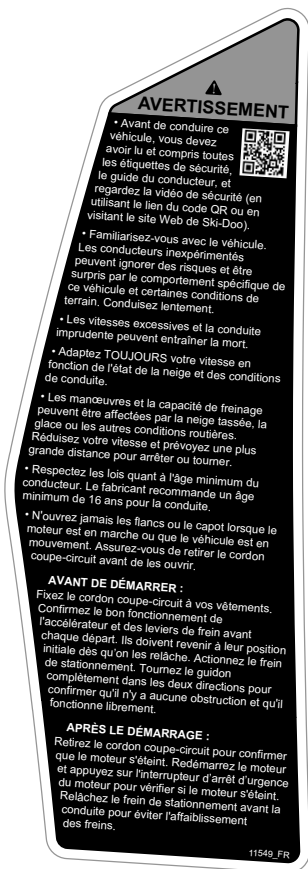 AVERTISSEMENT
• Avant de conduire ce
véhicule, vous devez
avoir lu et compris toutes
les étiquettes de sécurité,
le guide du conducteur, et
regardez la vidéo de sécurité (en
utilisant le lien du code QR ou en
visitant le site Web de Ski-Doo).
• Familiarisez-vous avec le véhicule.
Les conducteurs inexpérimentés
peuvent ignorer des risques et être
surpris par le comportement spécifique de
ce véhicule et certaines conditions de
terrain. Conduisez lentement.
• Les vitesses excessives et la conduite
imprudente peuvent entraîner la mort.
• Adaptez TOUJOURS votre vitesse en
fonction de l'état de la neige et des conditions
de conduite.
• Les manœuvres et la capacité de freinage
peuvent être affectées par la neige tassée, la
glace ou les autres conditions routières.
Réduisez votre vitesse et prévoyez une plus
grande distance pour arrêter ou tourner.
• Respectez les lois quant à l'âge minimum du
conducteur. Le fabricant recommande un âge
minimum de 16 ans pour la conduite.
• N'ouvrez jamais les flancs ou le capot lorsque le
moteur est en marche ou que le véhicule est en
mouvement. Assurez-vous de retirer le cordon
coupe-circuit avant de les ouvrir.
AVANT DE DÉMARRER :
Fixez le cordon coupe-circuit à vos vêtements.
Confirmez le bon fonctionnement de
l'accélérateur et des leviers de frein avant
chaque départ. Ils doivent revenir à leur position
initiale dès qu'on les relâche. Actionnez le frein
de stationnement. Tournez le guidon
complètement dans les deux directions pour
confirmer qu'il n'y a aucune obstruction et qu'il
fonctionne librement.
APRÈS LE DÉMARRAGE :
Retirez le cordon coupe-circuit pour confirmer
que le moteur s'éteint. Redémarrez le moteur
et appuyez sur l'interrupteur d'arrêt d'urgence
du moteur pour vérifier si le moteur s'éteint.
Relâchez le frein de stationnement avant la
conduite pour éviter l'affaiblissement
des freins.
11549_FR